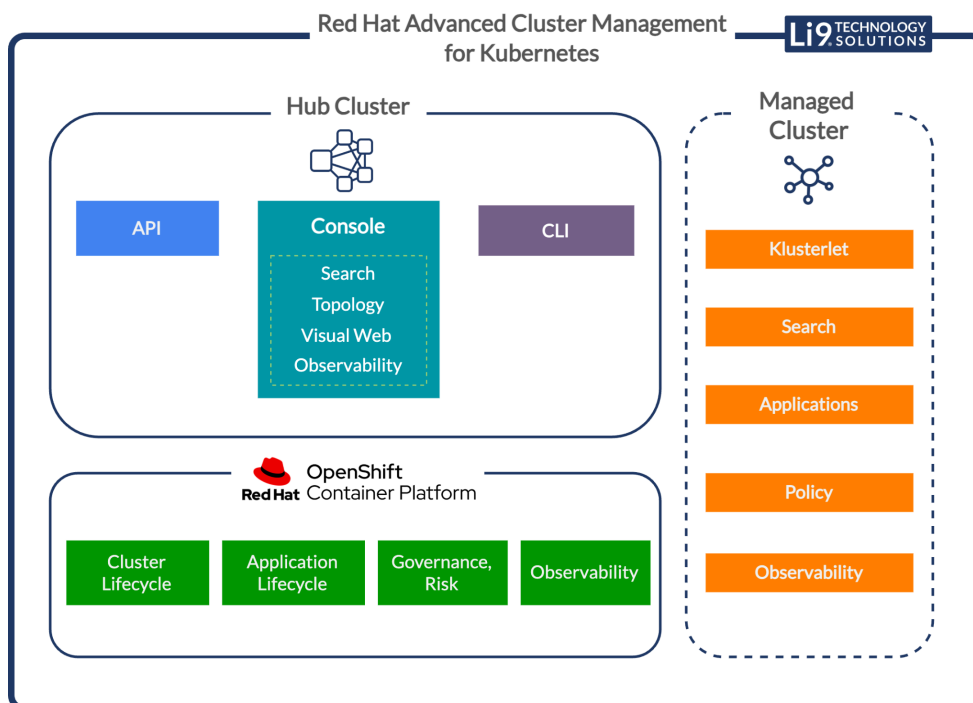 Red Hat Advanced Cluster Management
for Kubernetes
Li9 TECHNOLOGY
SOLUTIONS
Hub Cluster
API
Console
Search
Topology
Visual Web
Observability
CLI
Managed
Cluster
Klusterlet
Search
Applications
Policy
Observability
Red Hat
OpenShift
Container Platform
Cluster
Lifecycle
Application
Lifecycle
Governance,
Risk
Observability